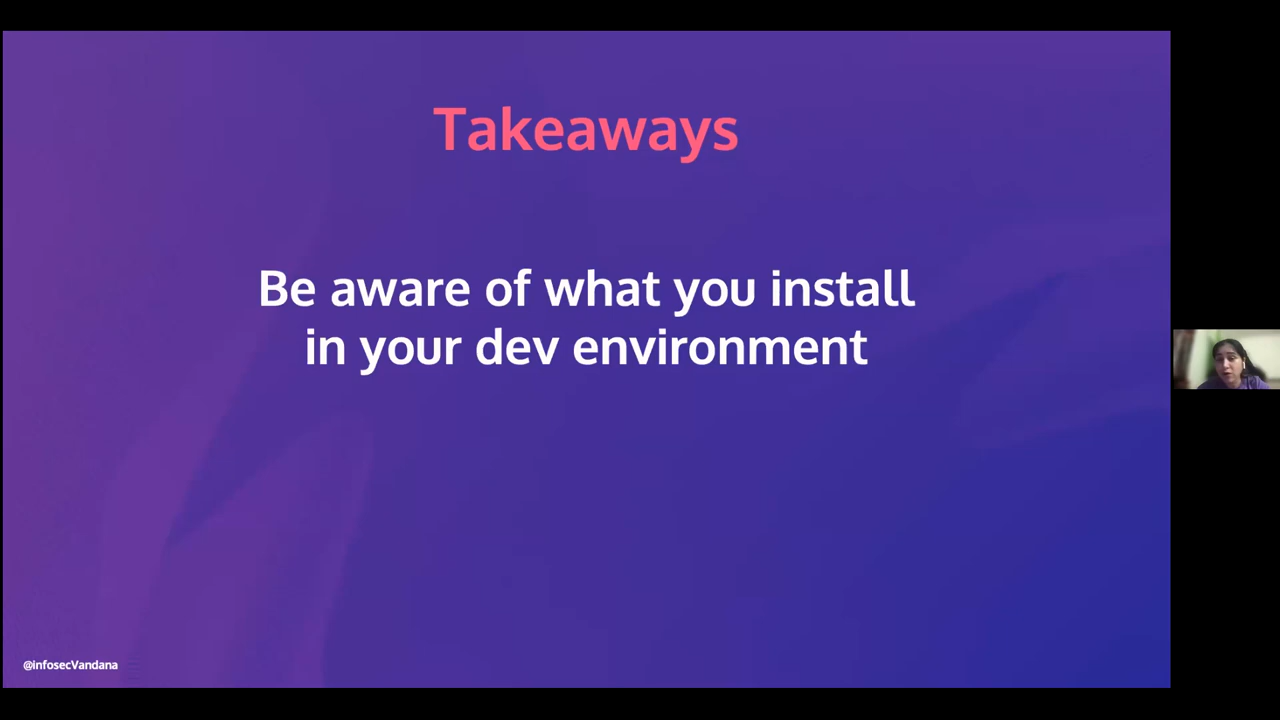 Takeaways
Be aware of what you install
in your dev environment
@infosecVandana